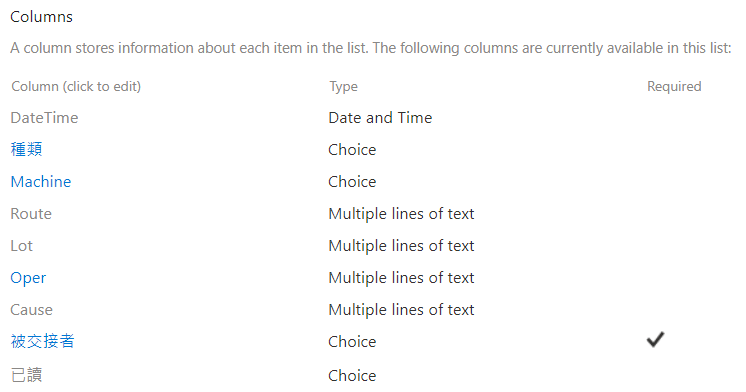 Columns
A column stores information about each item in the list. The following columns are currently available in this list:
Column (click to edit) Type Required
DateTime Date and Time
種類 Choice
Machine Choice
Route Multiple lines of text
Lot Multiple lines of text
Oper Multiple lines of text
Cause Multiple lines of text
被交接者 Choice ✓
已讀 Choice